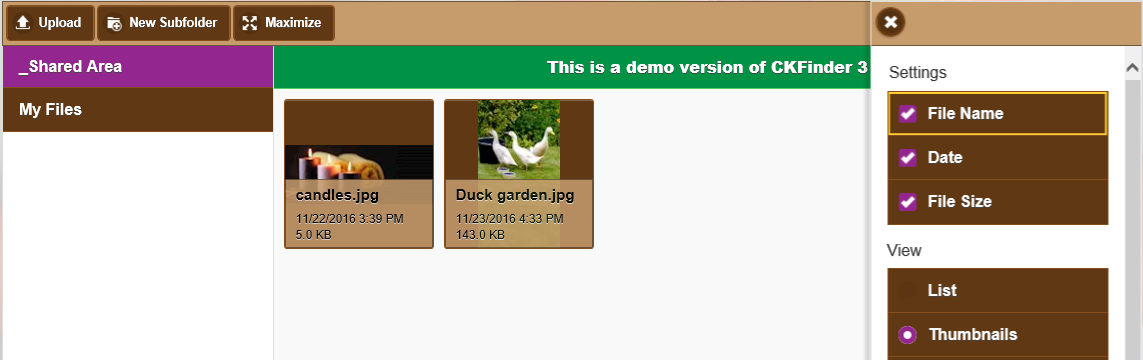 Upload
New Subfolder
Maximize
_Shared Area
My Files
This is a demo version of CKFinder 3
candles.jpg
11/22/2016 3:39 PM
5.0 KB
Duck garden.jpg
11/23/2016 4:33 PM
143.0 KB
Settings
File Name
Date
File Size
View
List
Thumbnails